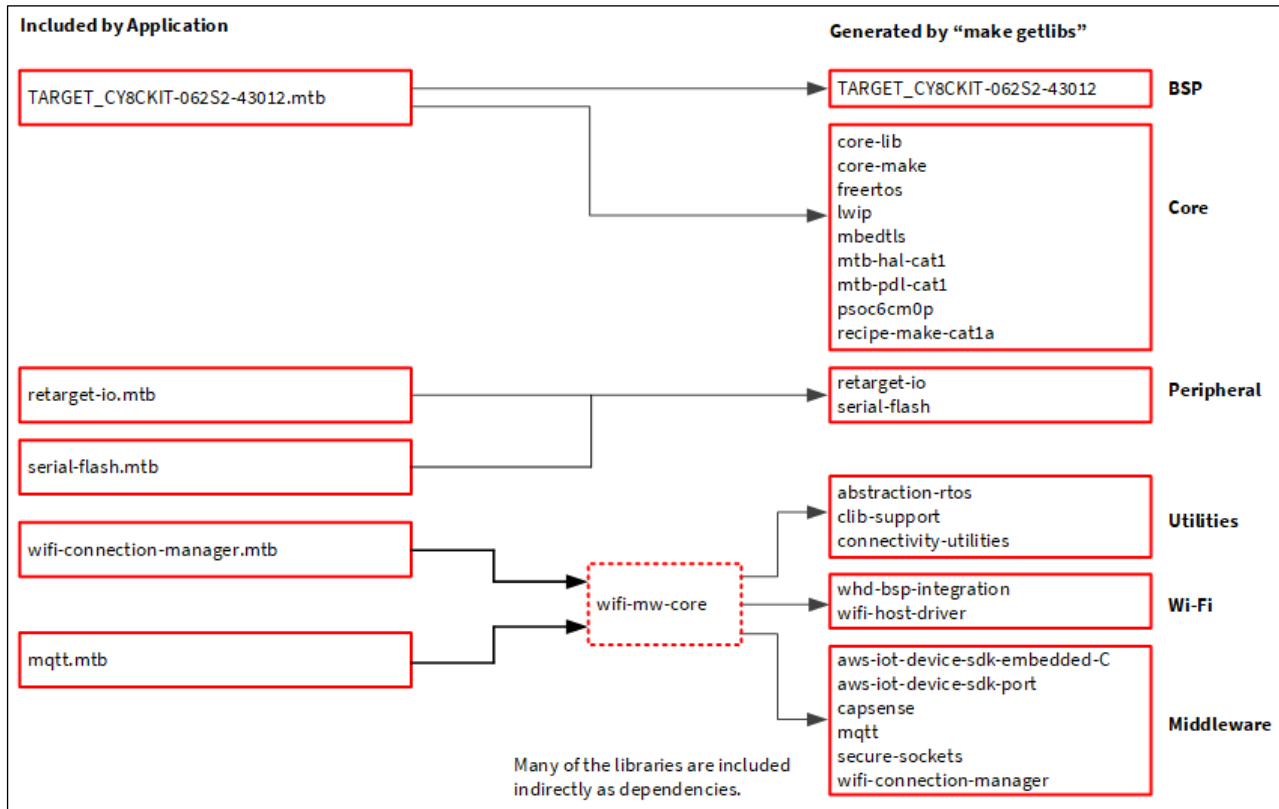 Included by Application
Generated by “make getlibs”
TARGET_CY8CKIT-062S2-43012.mtb
TARGET_CY8CKIT-062S2-43012
BSP
core-lib
core-make
freertos
lwip
mbedtls
mtb-hal-cat1
mtb-pdl-cat1
psoc6cm0p
recipe-make-cat1a
Core
retarget-io.mtb
retarget-io
serial-flash
Peripheral
serial-flash.mtb
wifi-connection-manager.mtb
abstraction-rtos
clib-support
connectivity-utilities
Utilities
wifi-mw-core
whd-bsp-integration
wifi-host-driver
Wi-Fi
mqtt.mtb
aws-iot-device-sdk-embedded-C
aws-iot-device-sdk-port
capsense
mqtt
secure-sockets
wifi-connection-manager
Middleware
Many of the libraries are included
indirectly as dependencies.